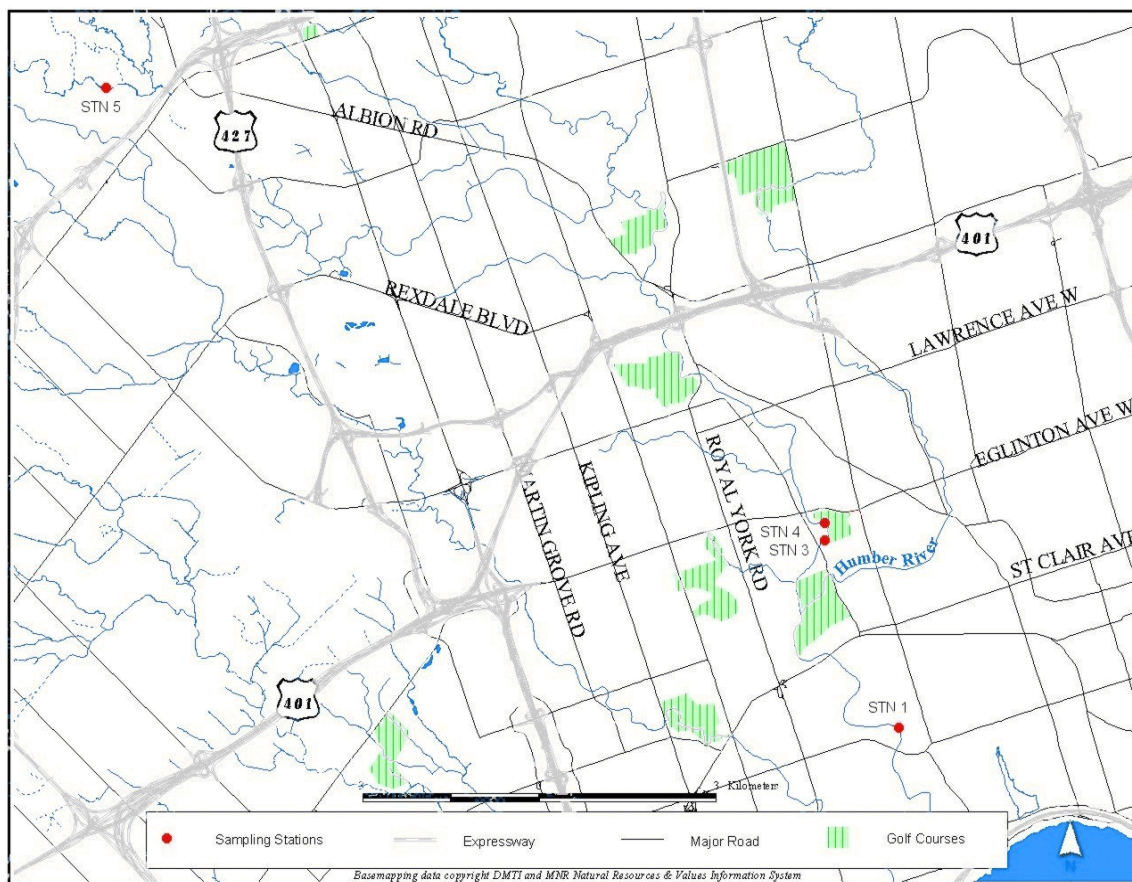 STN 5
427
ALBION RD
401
REXDALE BLVD
LAWRENCE AVE W
EGLINTON AVE W
ROYAL YORK RD
KIPLING AVE
ARTIN GROVE RD
STN 4
STN 3
Humber River
ST CLAIR AVE
401
STN 1
3 Kilometer
Sampling Stations
Expressway
Major Road
Golf Courses
N
Basemapping data copyright DMTI and MNR Natural Resources & Values Information System